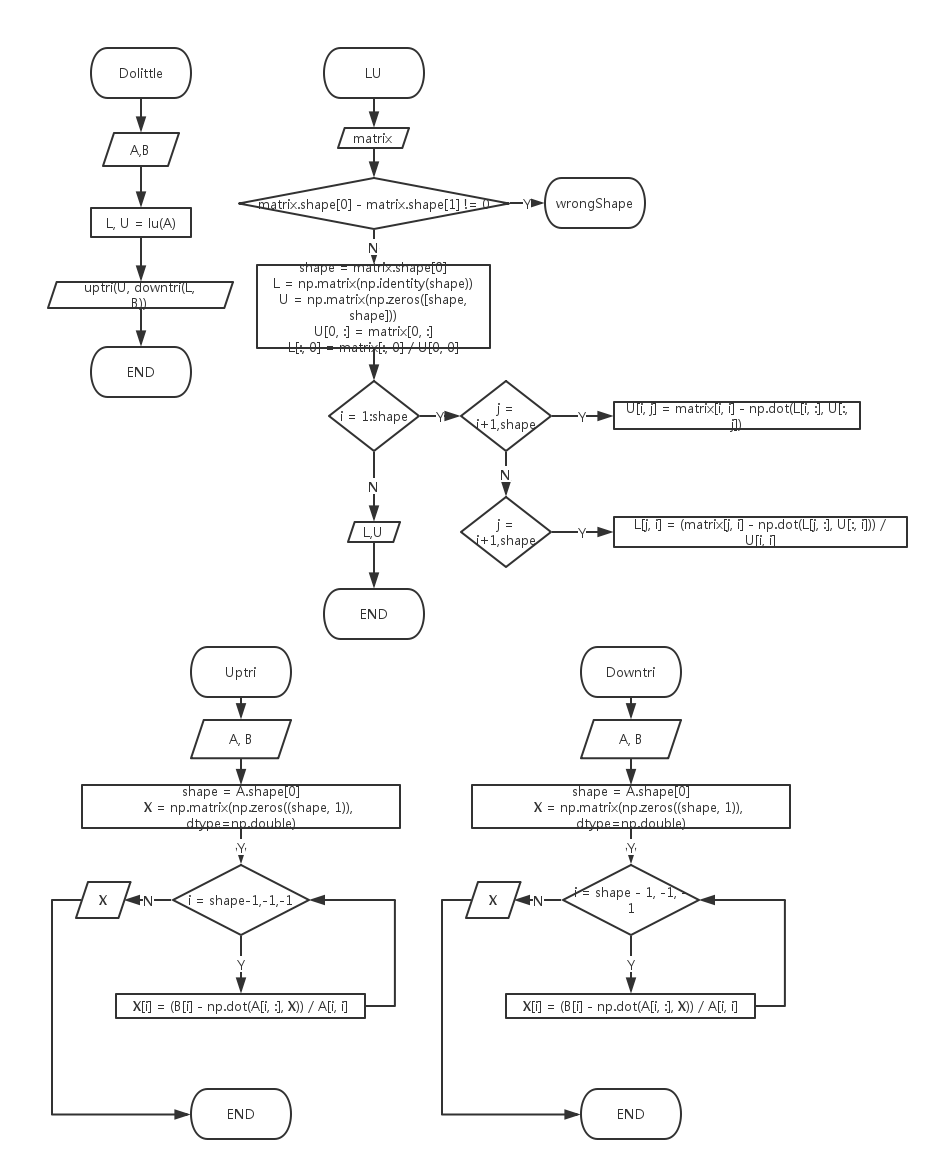 Dolittle
A,B
L, U = lu(A)
uptri(U, downtri(L,
B))
END
LU
matrix
matrix.shape[0] - matrix.shape[1] != 0
Y
wrongShape
N
shape = matrix.shape[0]
L = np.matrix(np.identity(shape))
U = np.matrix(np.zeros([shape,
shape]))
U[0, :] = matrix[0, :]
L[:, 0] = matrix[:, 0] / U[0, 0]
i = 1:shape
Y
j =
i+1,shape
Y
U[i, j] = matrix[i, i] - np.dot(L[i, :], U[:,
j])
N
N
j =
i+1,shape
Y
L[j, i] = (matrix[j, i] - np.dot(L[j, :], U[:, i])) /
U[i, i]
L,U
END
Uptri
A, B
shape = A.shape[0]
X = np.matrix(np.zeros((shape, 1)),
dtype=np.double)
Y
i = shape-1,-1,-1
N
X
Y
X[i] = (B[i] - np.dot(A[i, :], X)) / A[i, i]
END
Downtri
A, B
shape = A.shape[0]
X = np.matrix(np.zeros((shape, 1)),
dtype=np.double)
Y
i = shape - 1, -1, -
1
N
X
Y
X[i] = (B[i] - np.dot(A[i, :], X)) / A[i, i]
END